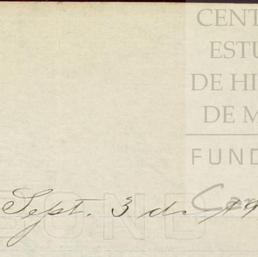 CENT
ESTU
DE HI
DE M
FUND
Sept. 3 de